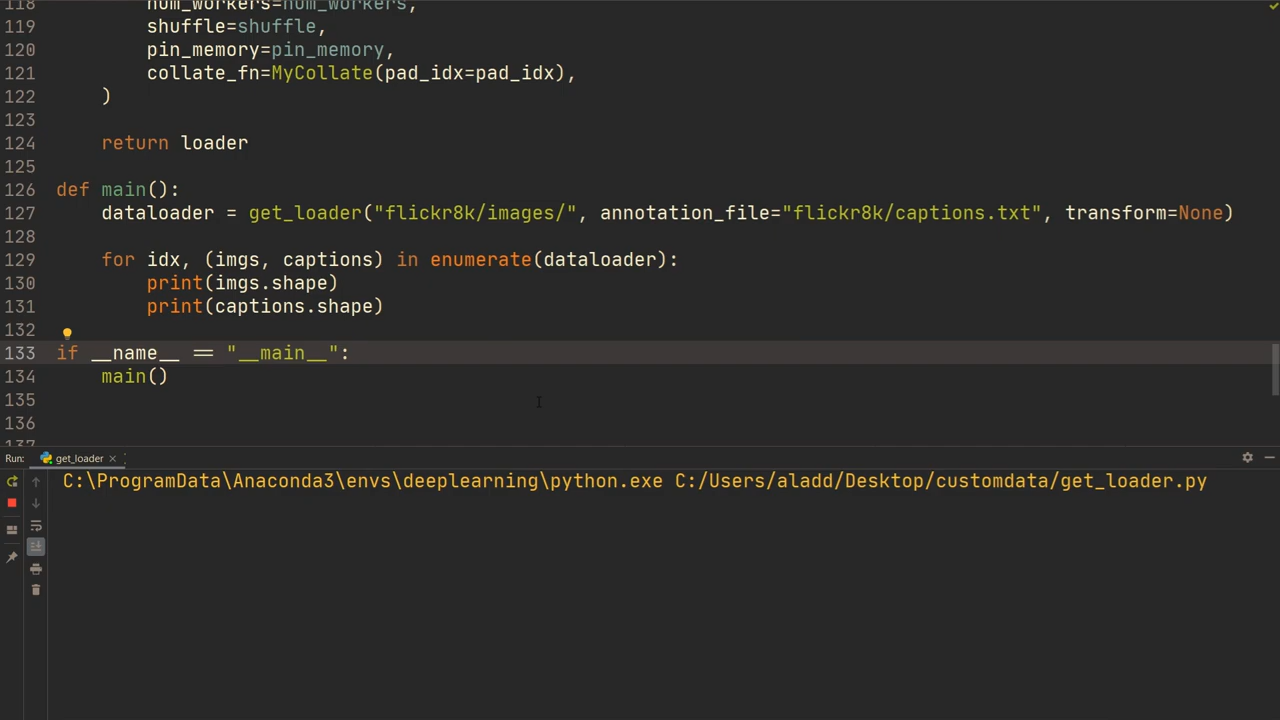 118 num_workers=num_workers,
119 shuffle=shuffle,
120 pin_memory=pin_memory,
121 collate_fn=MyCollate(pad_idx=pad_idx),
122 )
123
124 return loader
125
126 def main():
127 dataloader = get_loader("flickr8k/images/", annotation_file="flickr8k/captions.txt", transform=None)
128
129 for idx, (imgs, captions) in enumerate(dataloader):
130 print(imgs.shape)
131 print(captions.shape)
132
133 if __name__ == "__main__":
134 main()
135
136
137
Run: get_loader
C:\ProgramData\Anaconda3\envs\deeplearning\python.exe C:/Users/aladd/Desktop/customdata/get_loader.py